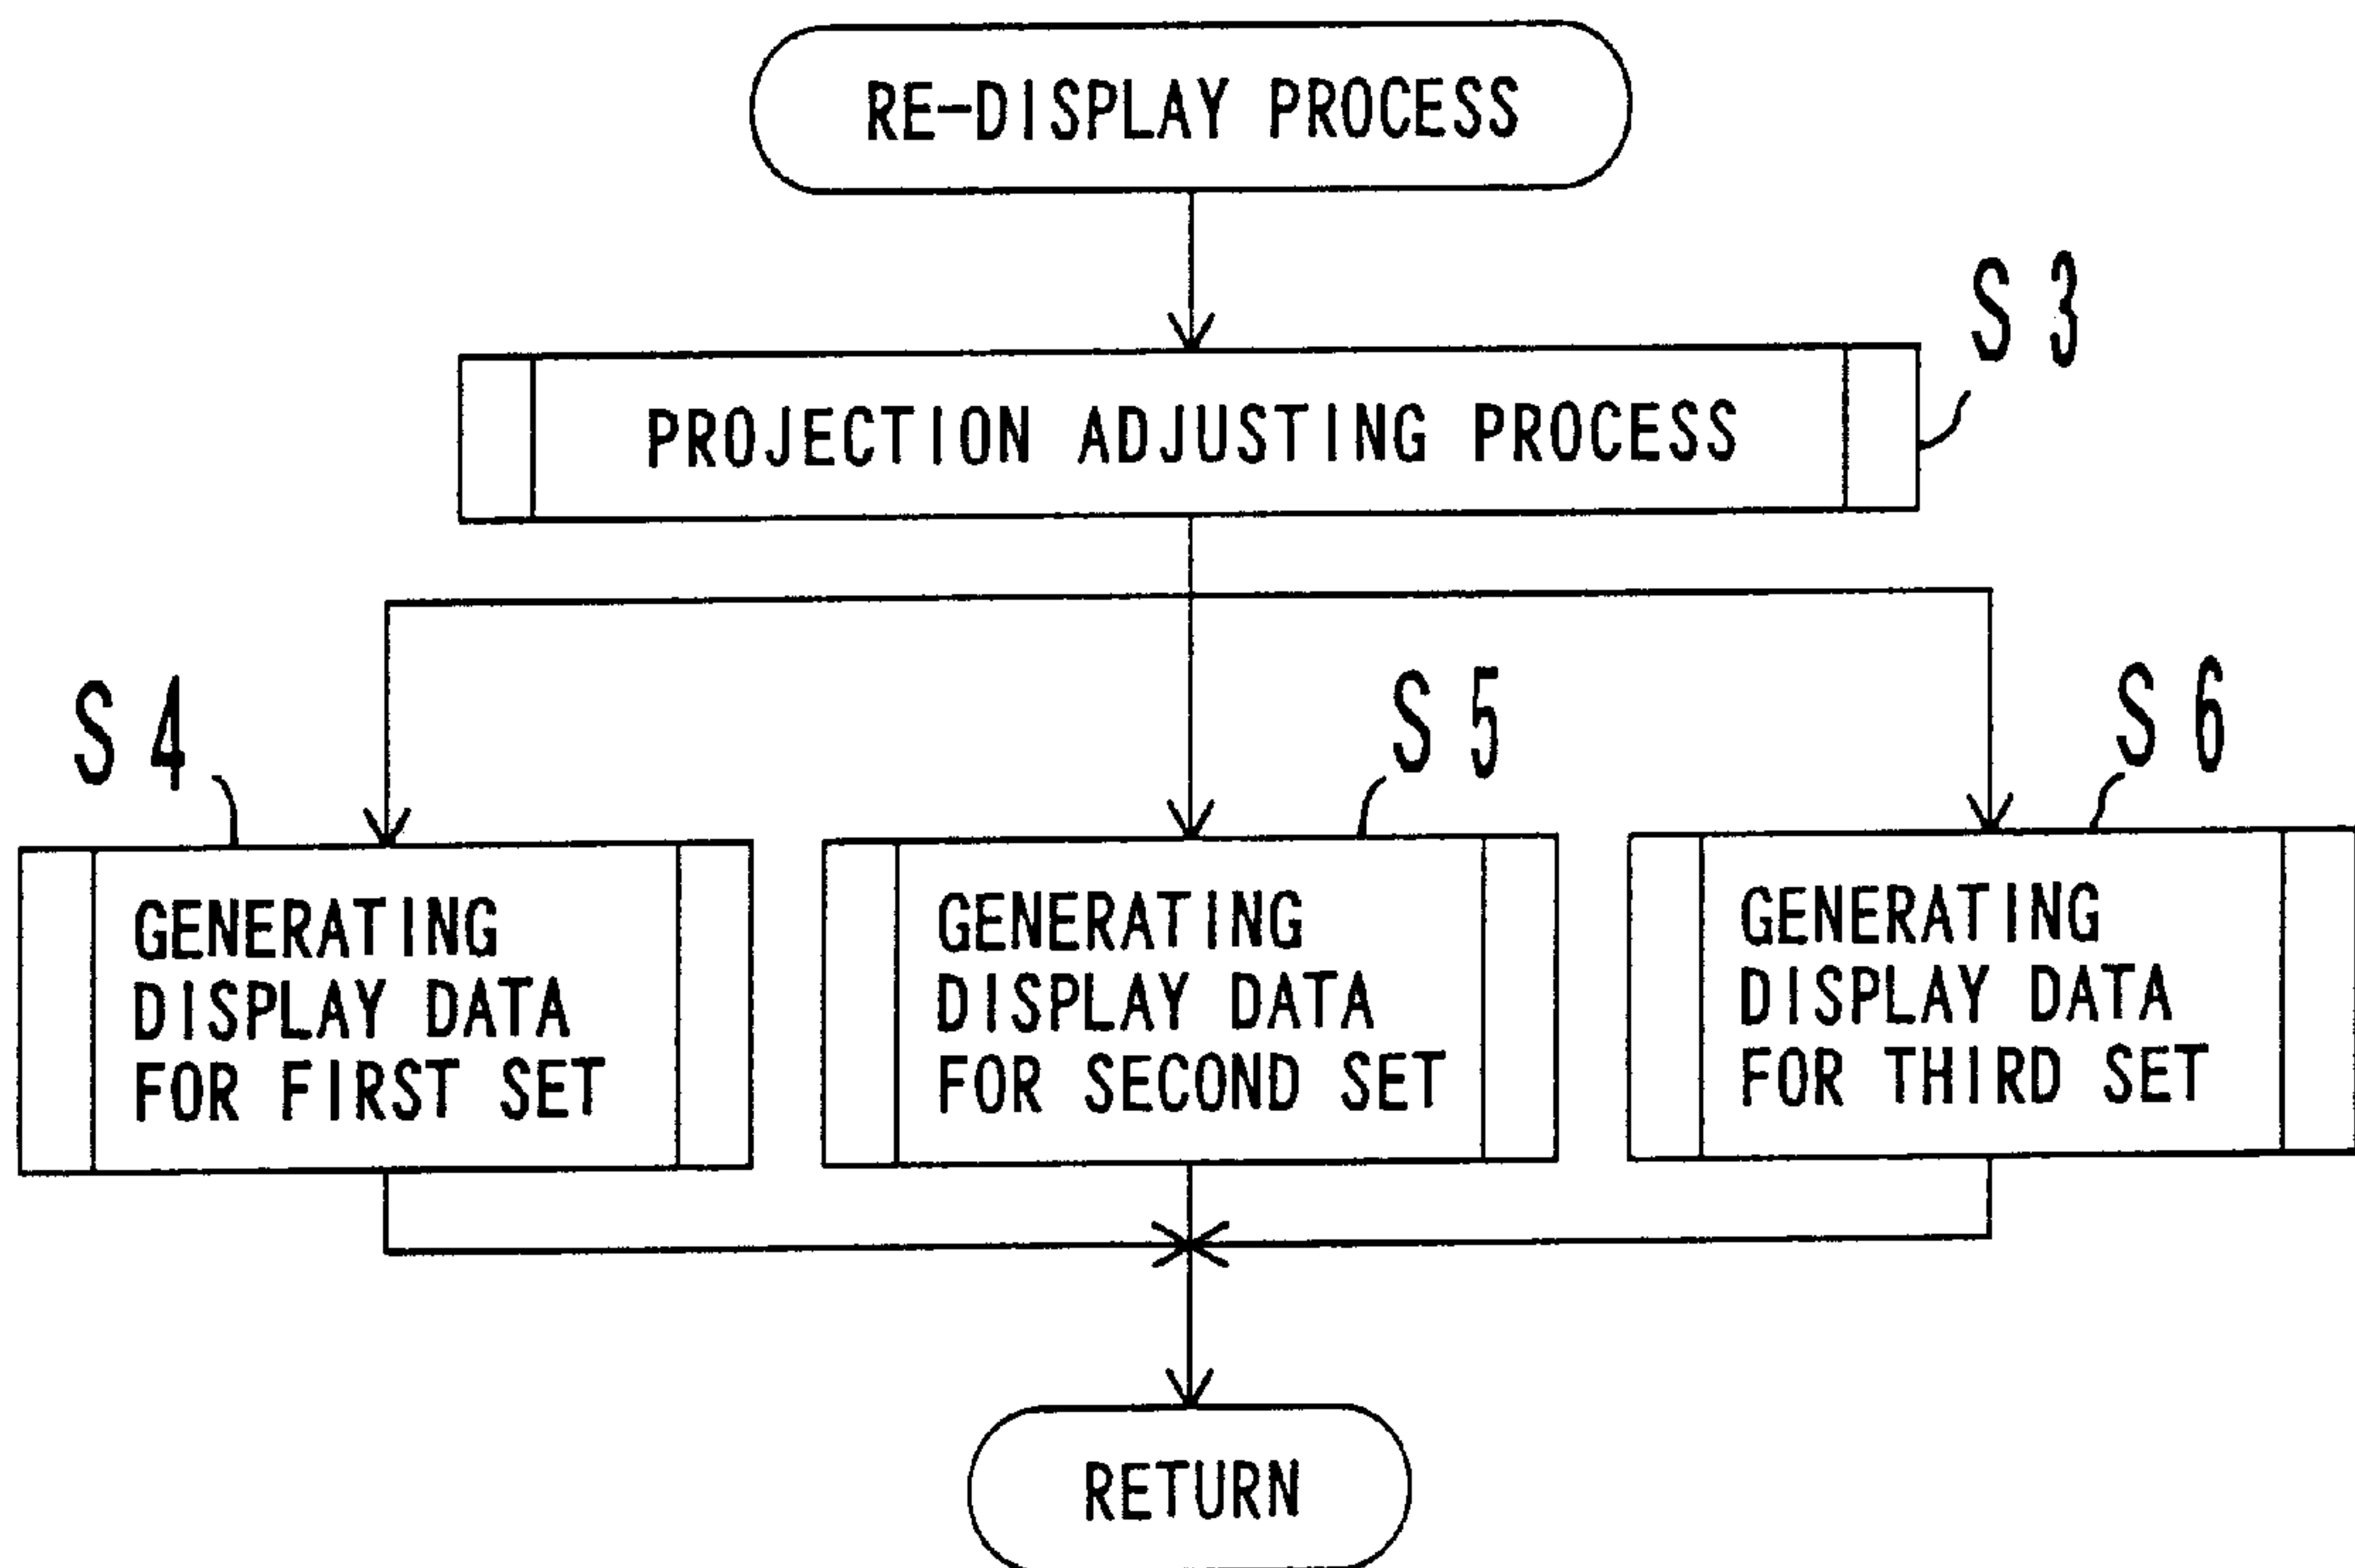 RE-DISPLAY PROCESS
S3
PROJECTION ADJUSTING PROCESS
S4
GENERATING
DISPLAY DATA
FOR FIRST SET
S5
GENERATING
DISPLAY DATA
FOR SECOND SET
S6
GENERATING
DISPLAY DATA
FOR THIRD SET
RETURN